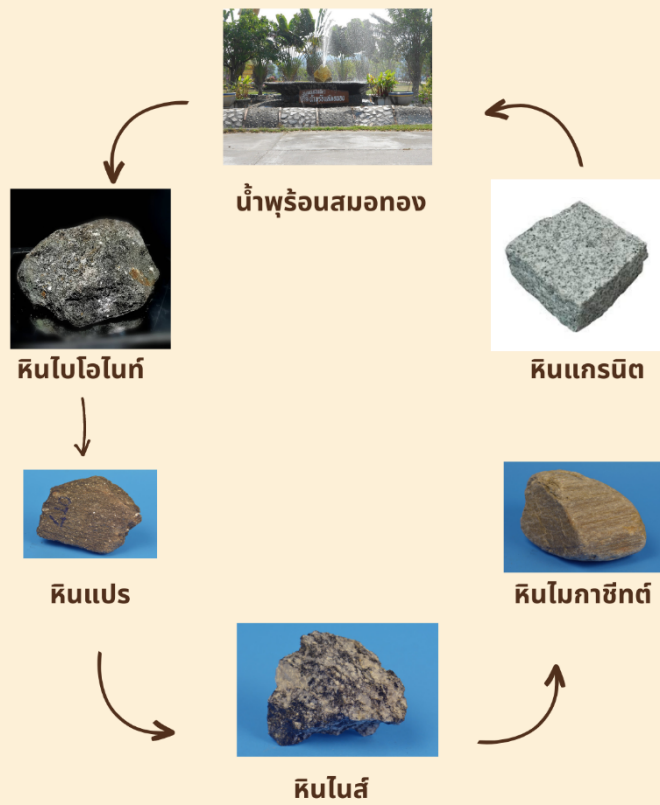 น้ำพุร้อนสมอทอง
หินไบโอไนท์
หินแกรนิต
หินแปร
หินไมกาชีทต์
หินไนส์